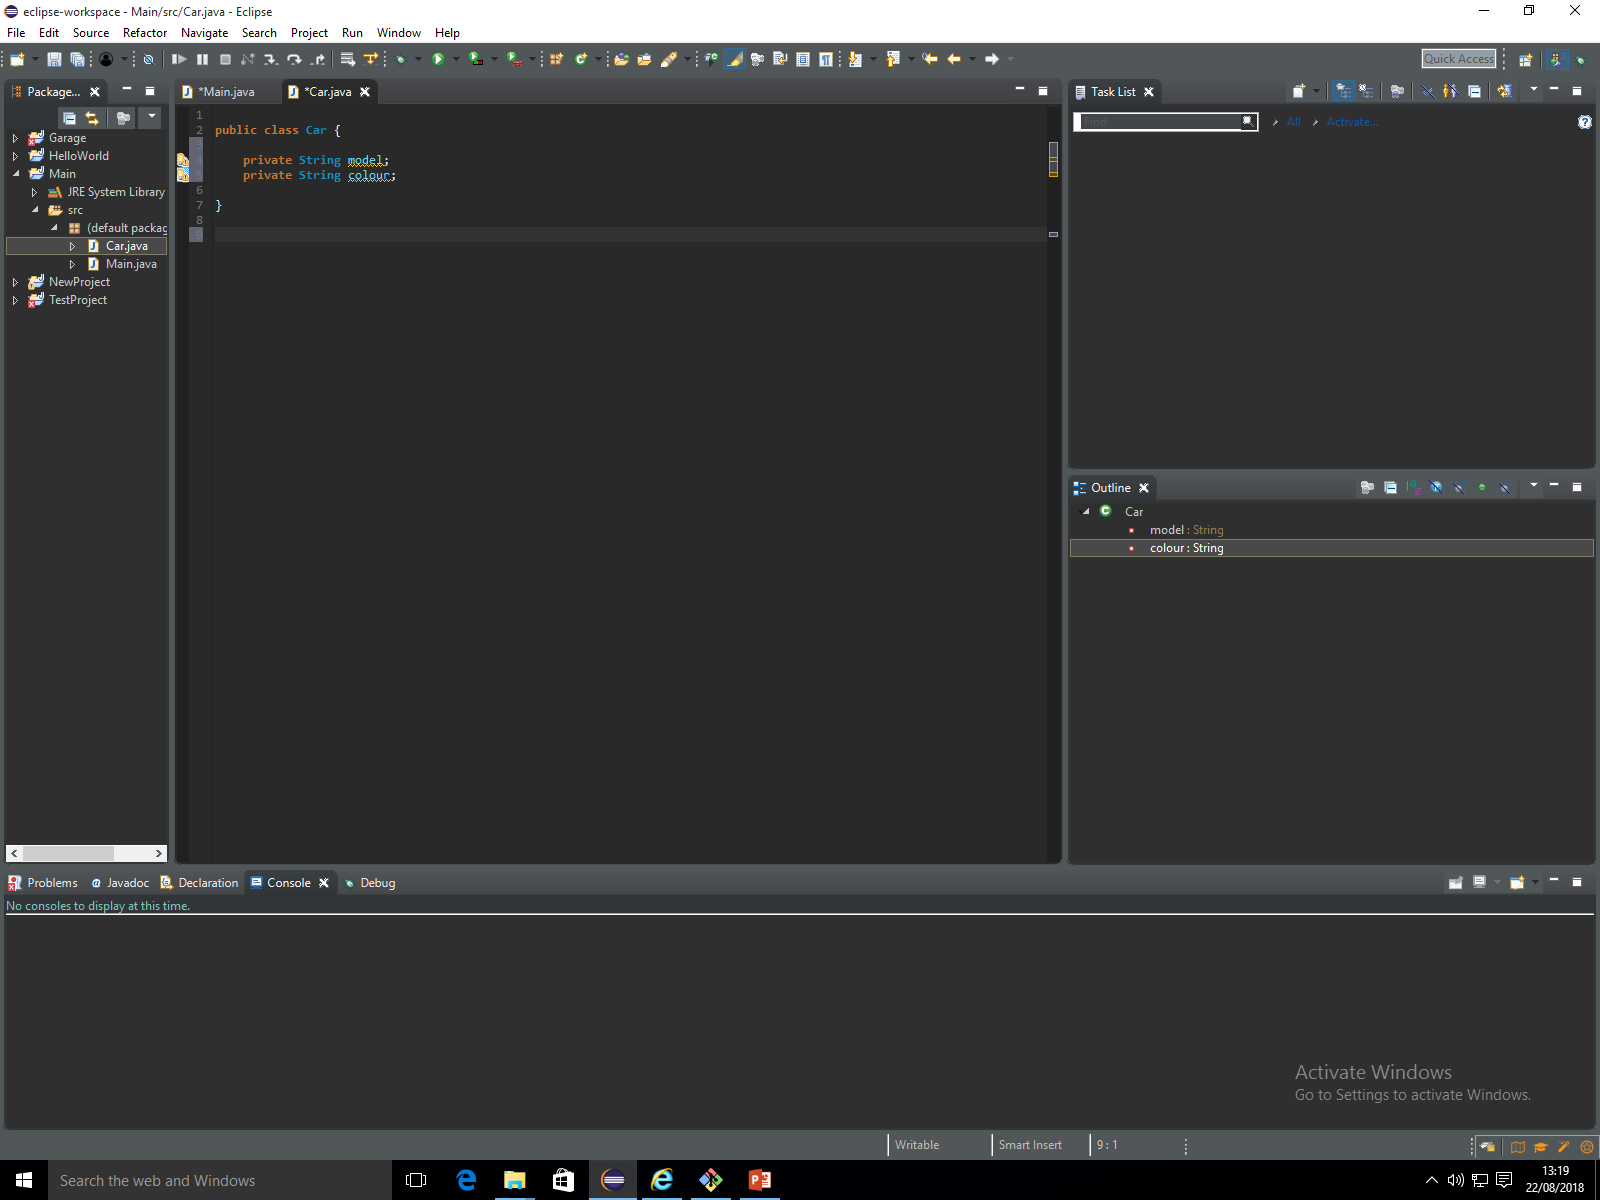 eclipse-workspace - Main/src/Car.java - Eclipse
File Edit Source Refactor Navigate Search Project Run Window Help
Quick Access
Package...
*Main.java
*Car.java
Task List
Find
All
Activate...
Garage
HelloWorld
Main
JRE System Library
src
(default packag
Car.java
Main.java
NewProject
TestProject
1
2 public class Car {
3
4 private String model;
5 private String colour;
6
7 }
8
9
Outline
Car
model : String
colour : String
Problems Javadoc Declaration Console Debug
No consoles to display at this time.
Activate Windows
Go to Settings to activate Windows.
Writable Smart Insert 9 : 1
Search the web and Windows
13:19
22/08/2018